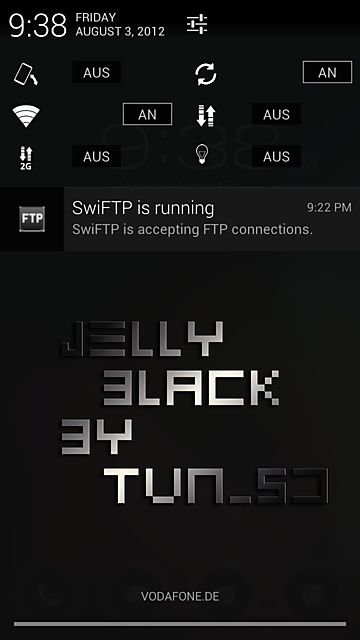 9:38 FRIDAY
AUGUST 3, 2012
AUS AN
AN AUS
2G AUS AUS
FTP SwiFTP is running 9:22 PM
SwiFTP is accepting FTP connections.
JELLY
BLACK
BY
TUN_SD
VODAFONE.DE